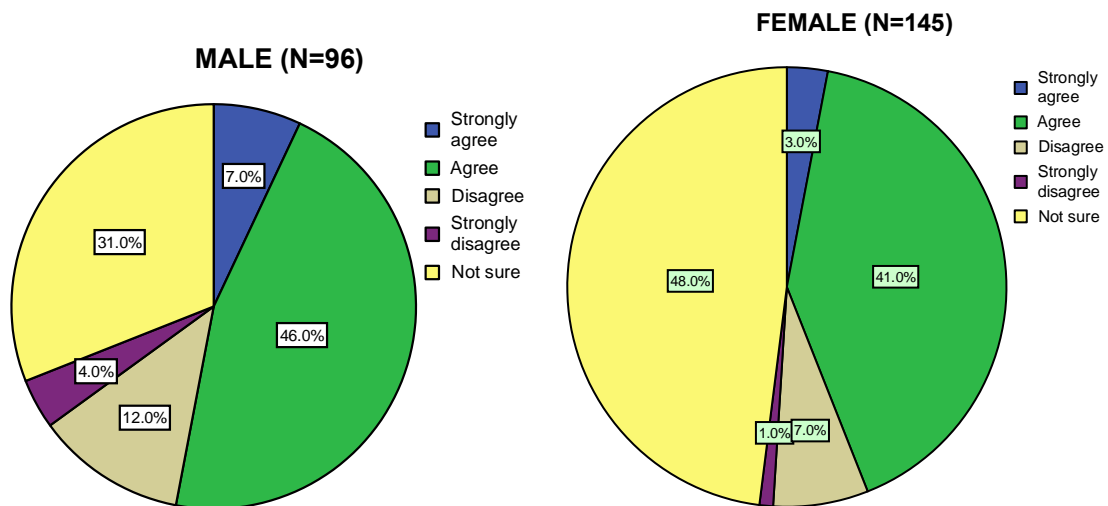 MALE (N=96)
Strongly
agree
Agree
Disagree
Strongly
disagree
Not sure
7.0%
31.0%
46.0%
4.0%
12.0%
FEMALE (N=145)
Strongly
agree
Agree
Disagree
Strongly
disagree
Not sure
3.0%
48.0%
41.0%
1.0%
7.0%